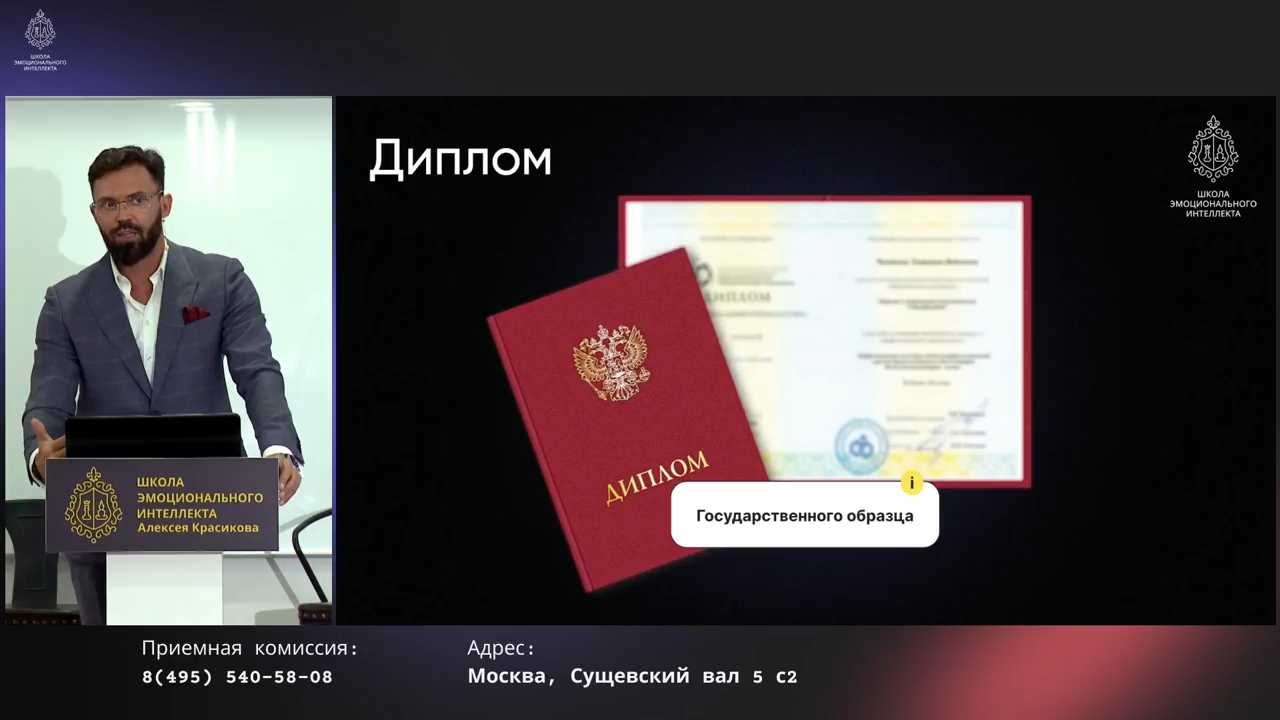 ШКОЛА
ЭМОЦИОНАЛЬНОГО
ИНТЕЛЛЕКТА
Диплом
ШКОЛА
ЭМОЦИОНАЛЬНОГО
ИНТЕЛЛЕКТА
ДИПЛОМ
ДИПЛОМ
Государственного образца
i
ШКОЛА
ЭМОЦИОНАЛЬНОГО
ИНТЕЛЛЕКТА
Алексея Красикова
Приемная комиссия:
8(495) 540-58-08
Адрес:
Москва, Сущевский вал 5 с2